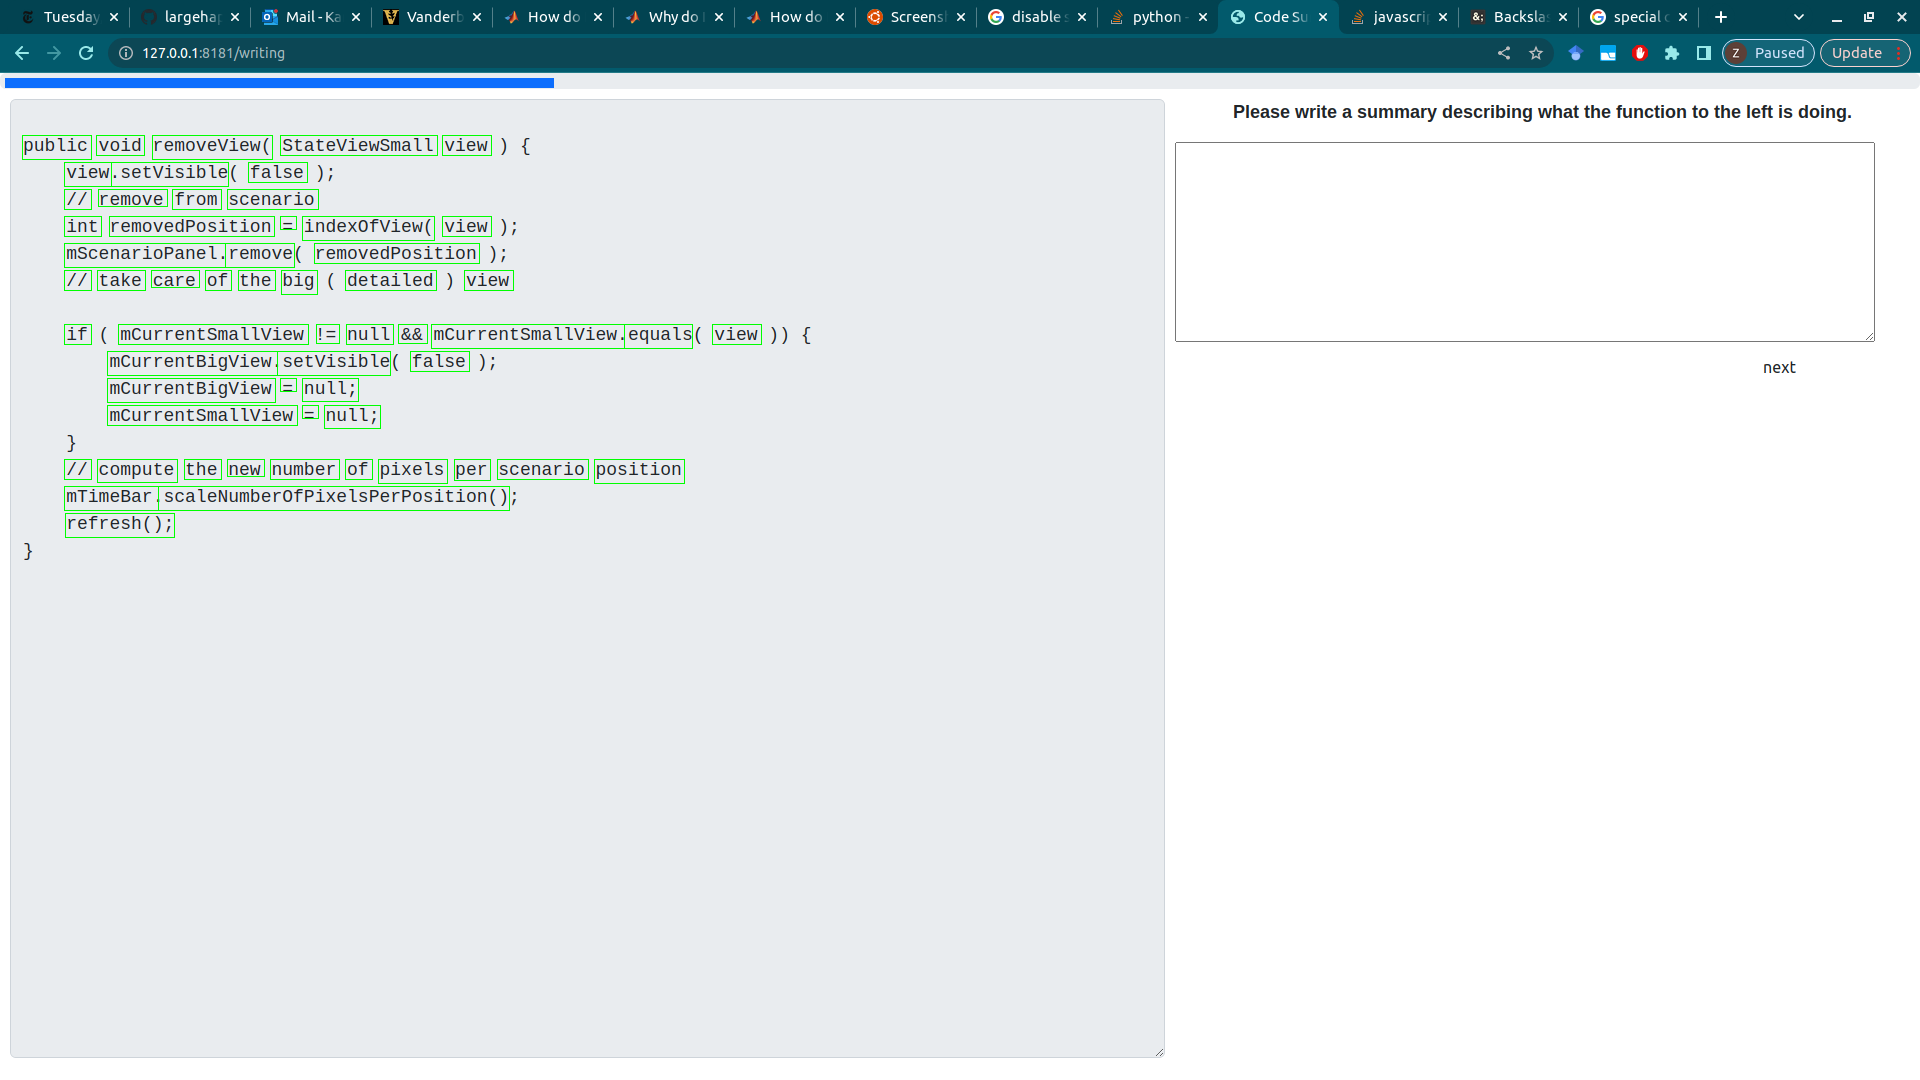 Tuesday
largehap
Mail - Ka
Vanderb
How do
Why do
How do
Screens
disable s
python -
Code Su
javascrip
Backslas
special c
127.0.0.1:8181/writing
Z Paused
Update
Please write a summary describing what the function to the left is doing.
public void removeView( StateViewSmall view ) {
view.setVisible( false );
// remove from scenario
int removedPosition = indexOfView( view );
mScenarioPanel.remove( removedPosition );
// take care of the big ( detailed ) view
if ( mCurrentSmallView != null && mCurrentSmallView.equals( view )) {
mCurrentBigView.setVisible( false );
mCurrentBigView = null;
mCurrentSmallView = null;
}
// compute the new number of pixels per scenario position
mTimeBar.scaleNumberOfPixelsPerPosition();
refresh();
}
next